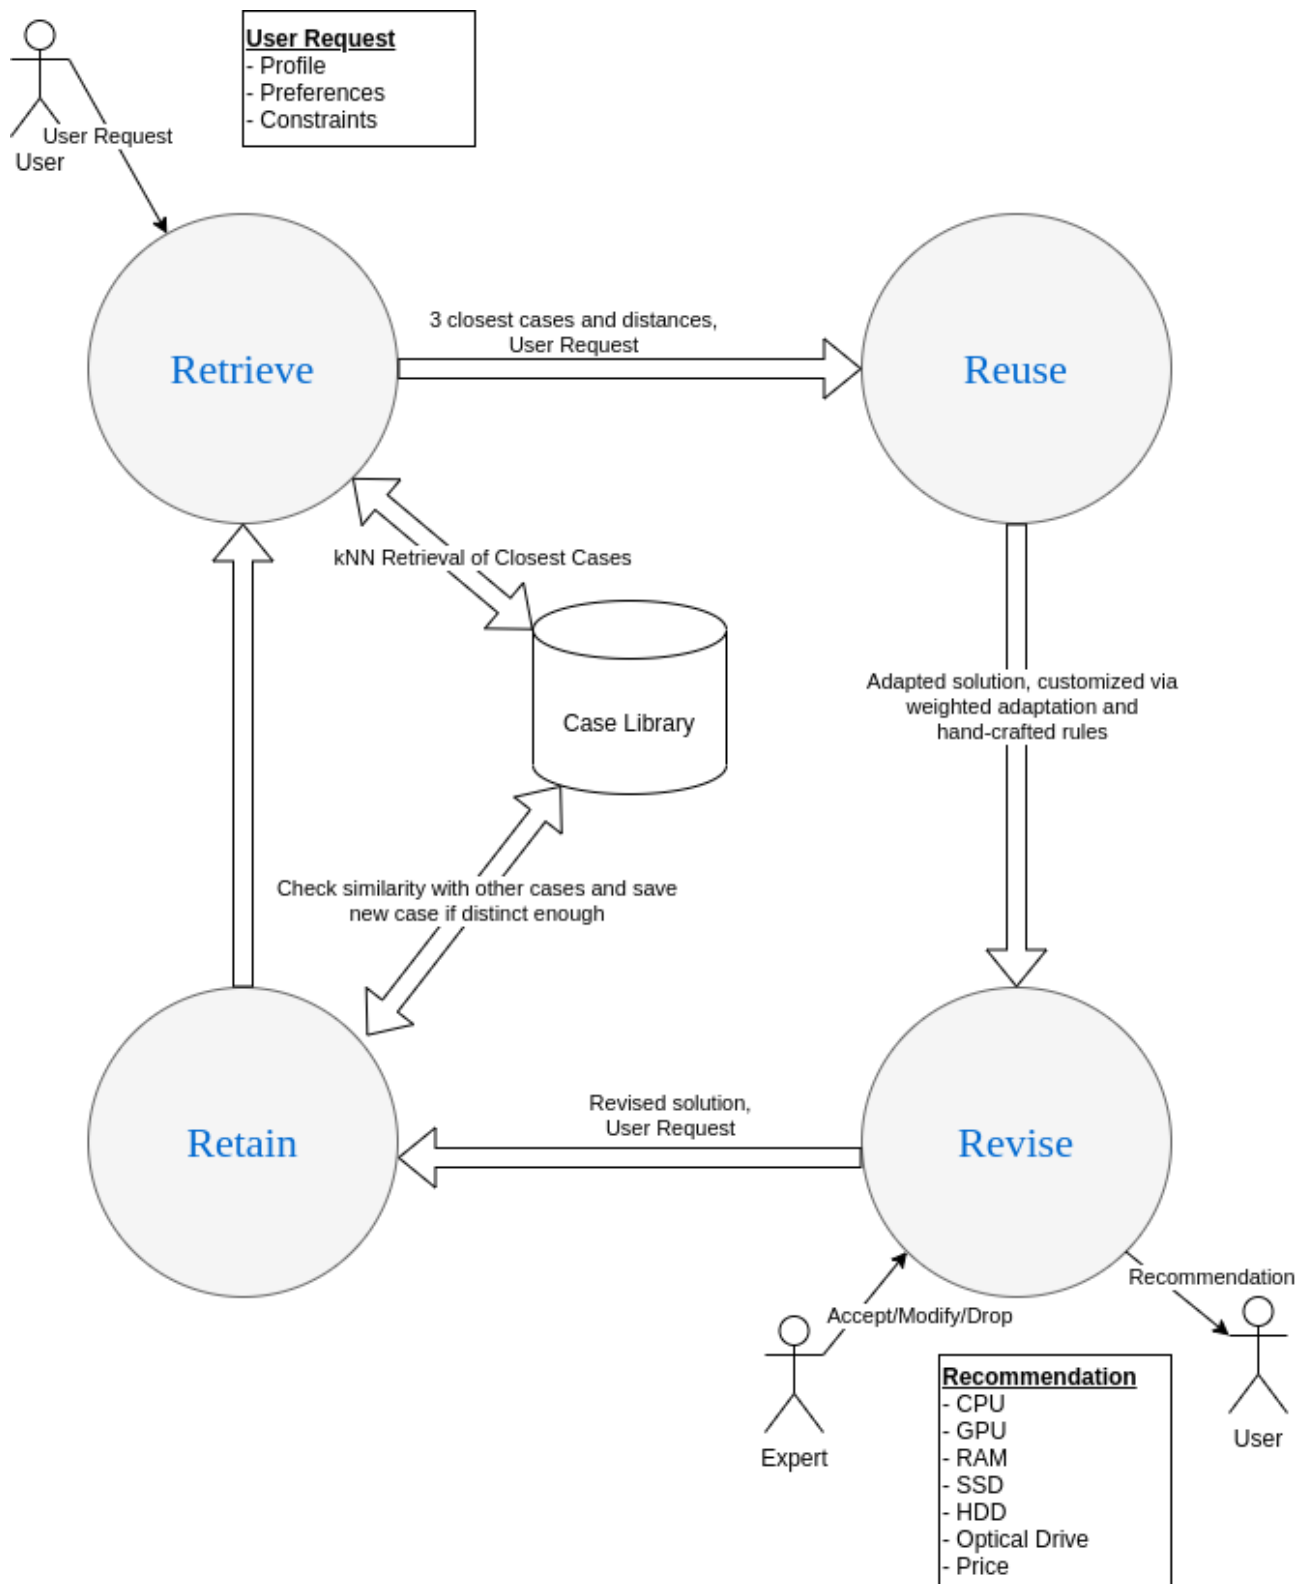 User Request
- Profile
- Preferences
- Constraints
User Request
User
3 closest cases and distances,
User Request
Retrieve
Reuse
kNN Retrieval of Closest Cases
Case Library
Adapted solution, customized via
weighted adaptation and
hand-crafted rules
Check similarity with other cases and save
new case if distinct enough
Revised solution,
User Request
Retain
Revise
Recommendation
Accept/Modify/Drop
Expert
User
Recommendation
- CPU
- GPU
- RAM
- SSD
- HDD
- Optical Drive
- Price